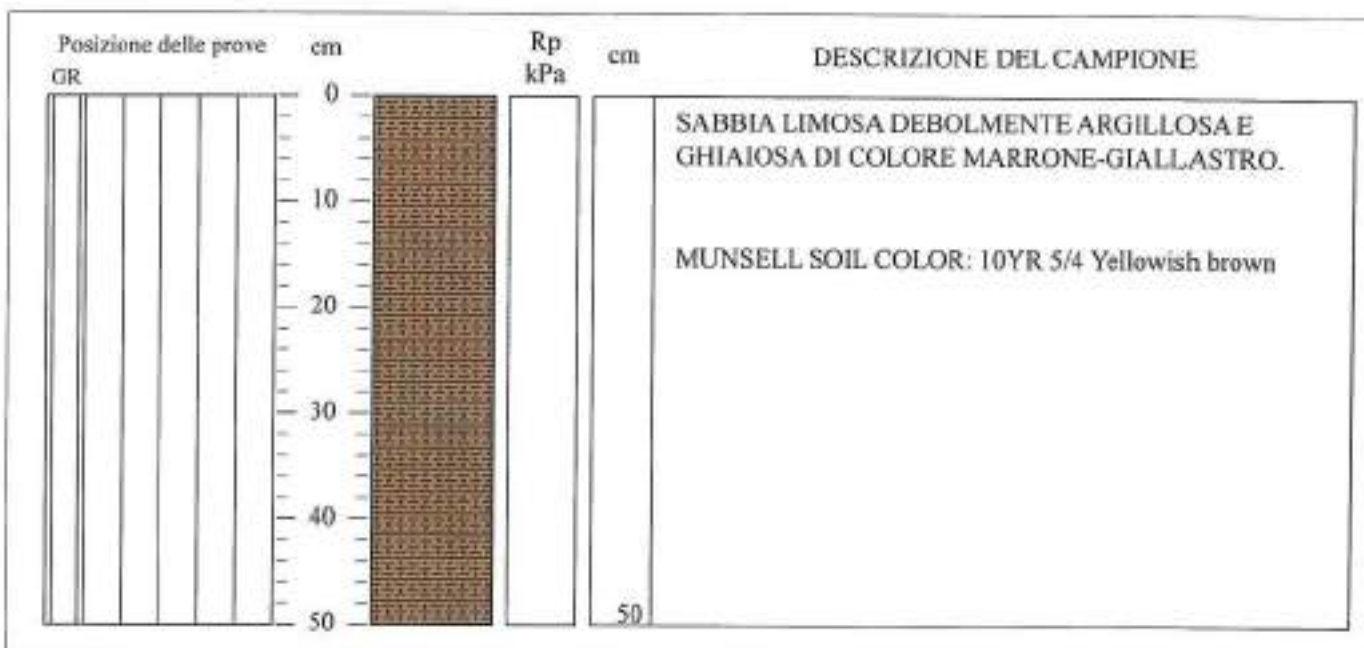 Posizione delle prove
GR
cm
Rp
kPa
cm
DESCRIZIONE DEL CAMPIONE
0
10
20
30
40
50
50
SABBIA LIMOSA DEBOLMENTE ARGILLOSA E
GHIAIOSA DI COLORE MARRONE-GIALLASTRO.
MUNSELL SOIL COLOR: 10YR 5/4 Yellowish brown